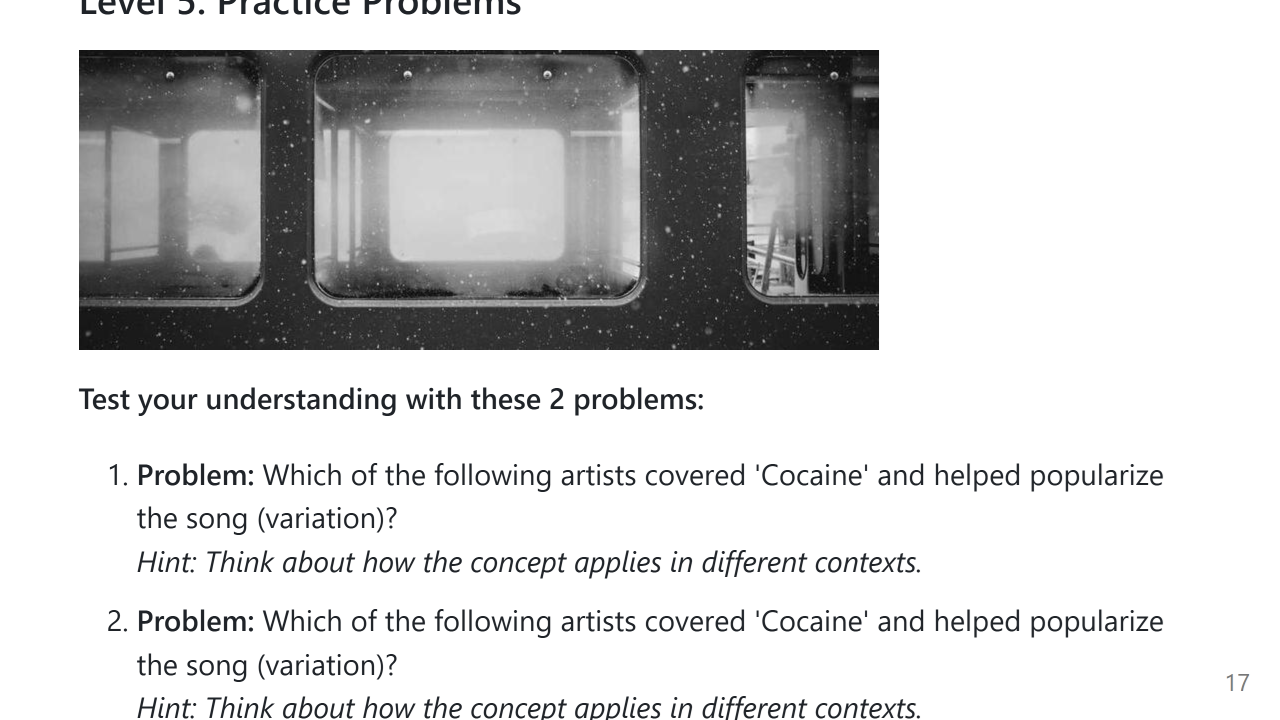 Level 5: Practice Problems
Test your understanding with these 2 problems:
1. Problem: Which of the following artists covered 'Cocaine' and helped popularize
the song (variation)?
Hint: Think about how the concept applies in different contexts.
2. Problem: Which of the following artists covered 'Cocaine' and helped popularize
the song (variation)?
Hint: Think about how the concept applies in different contexts.
17